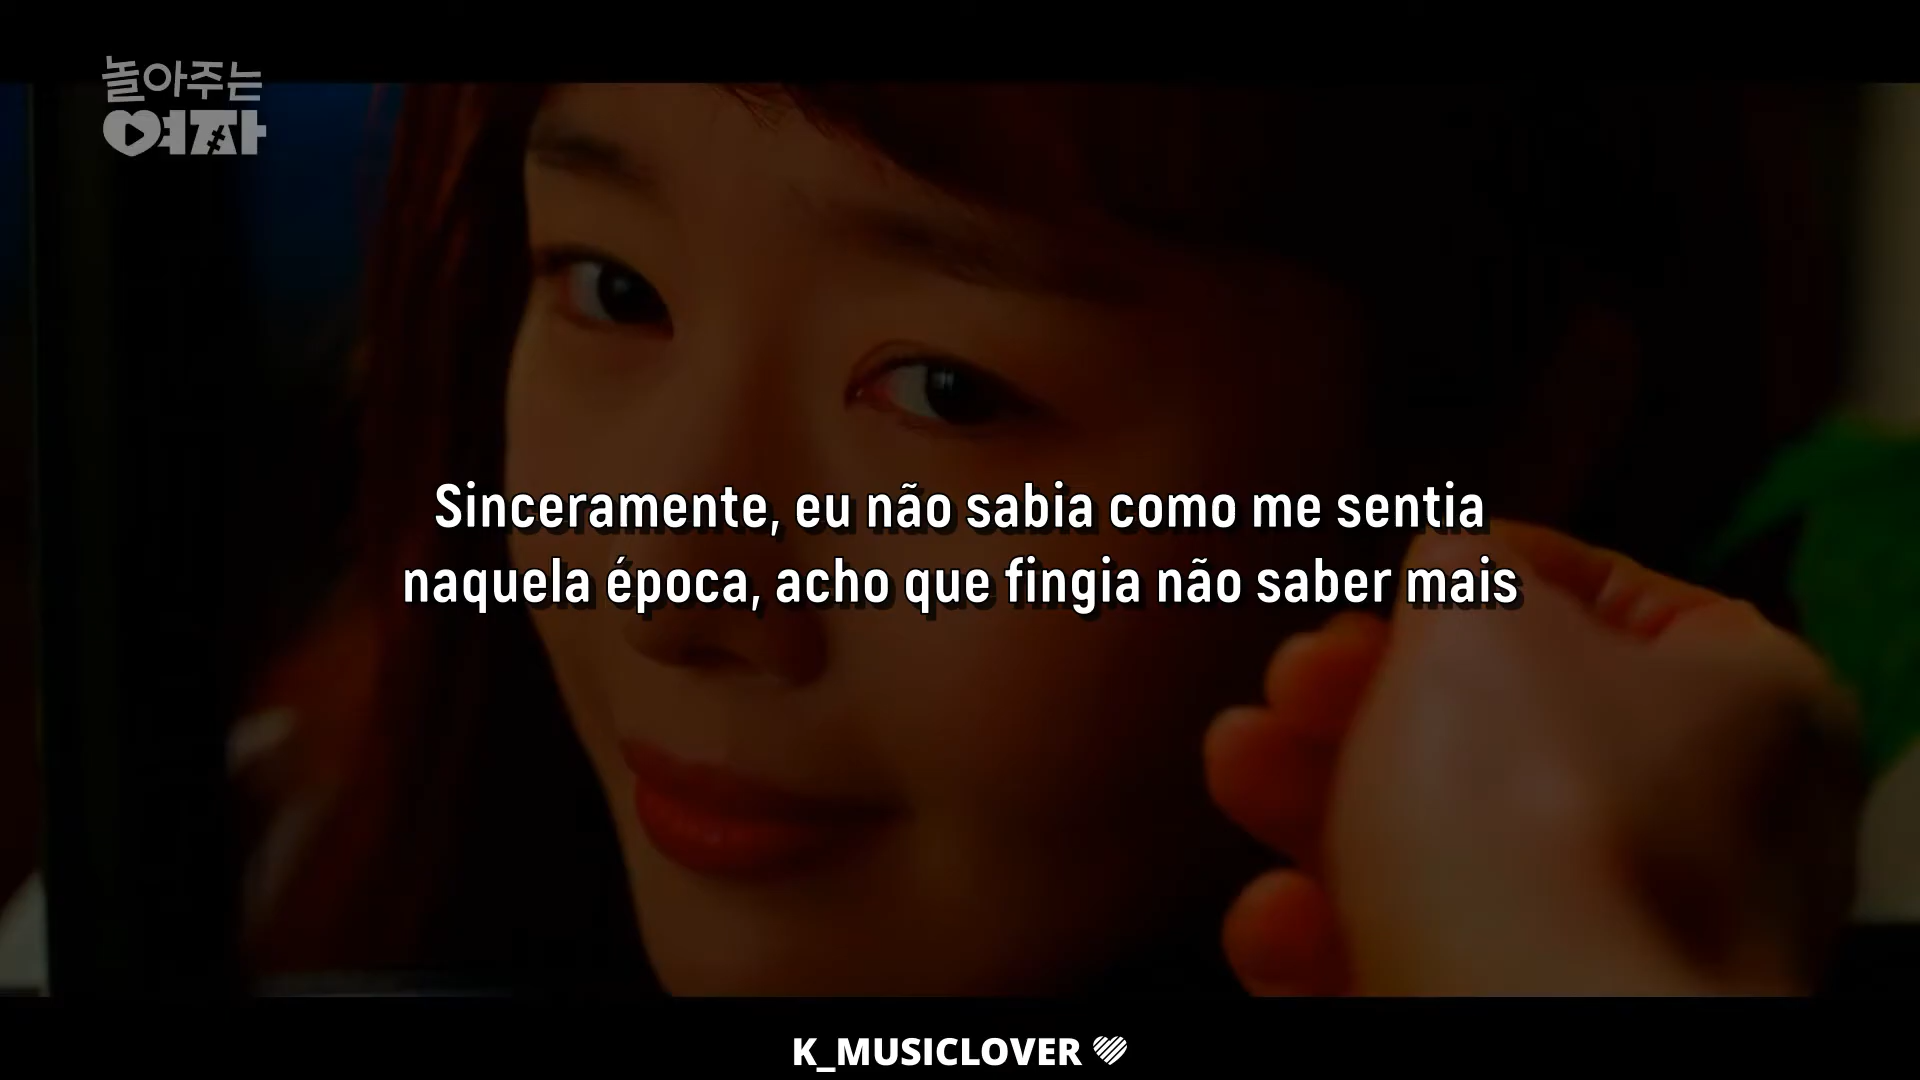 놀아주는
여자
Sinceramente, eu não sabia como me sentia
naquela época, acho que fingia não saber mais
K_MUSICLOVER